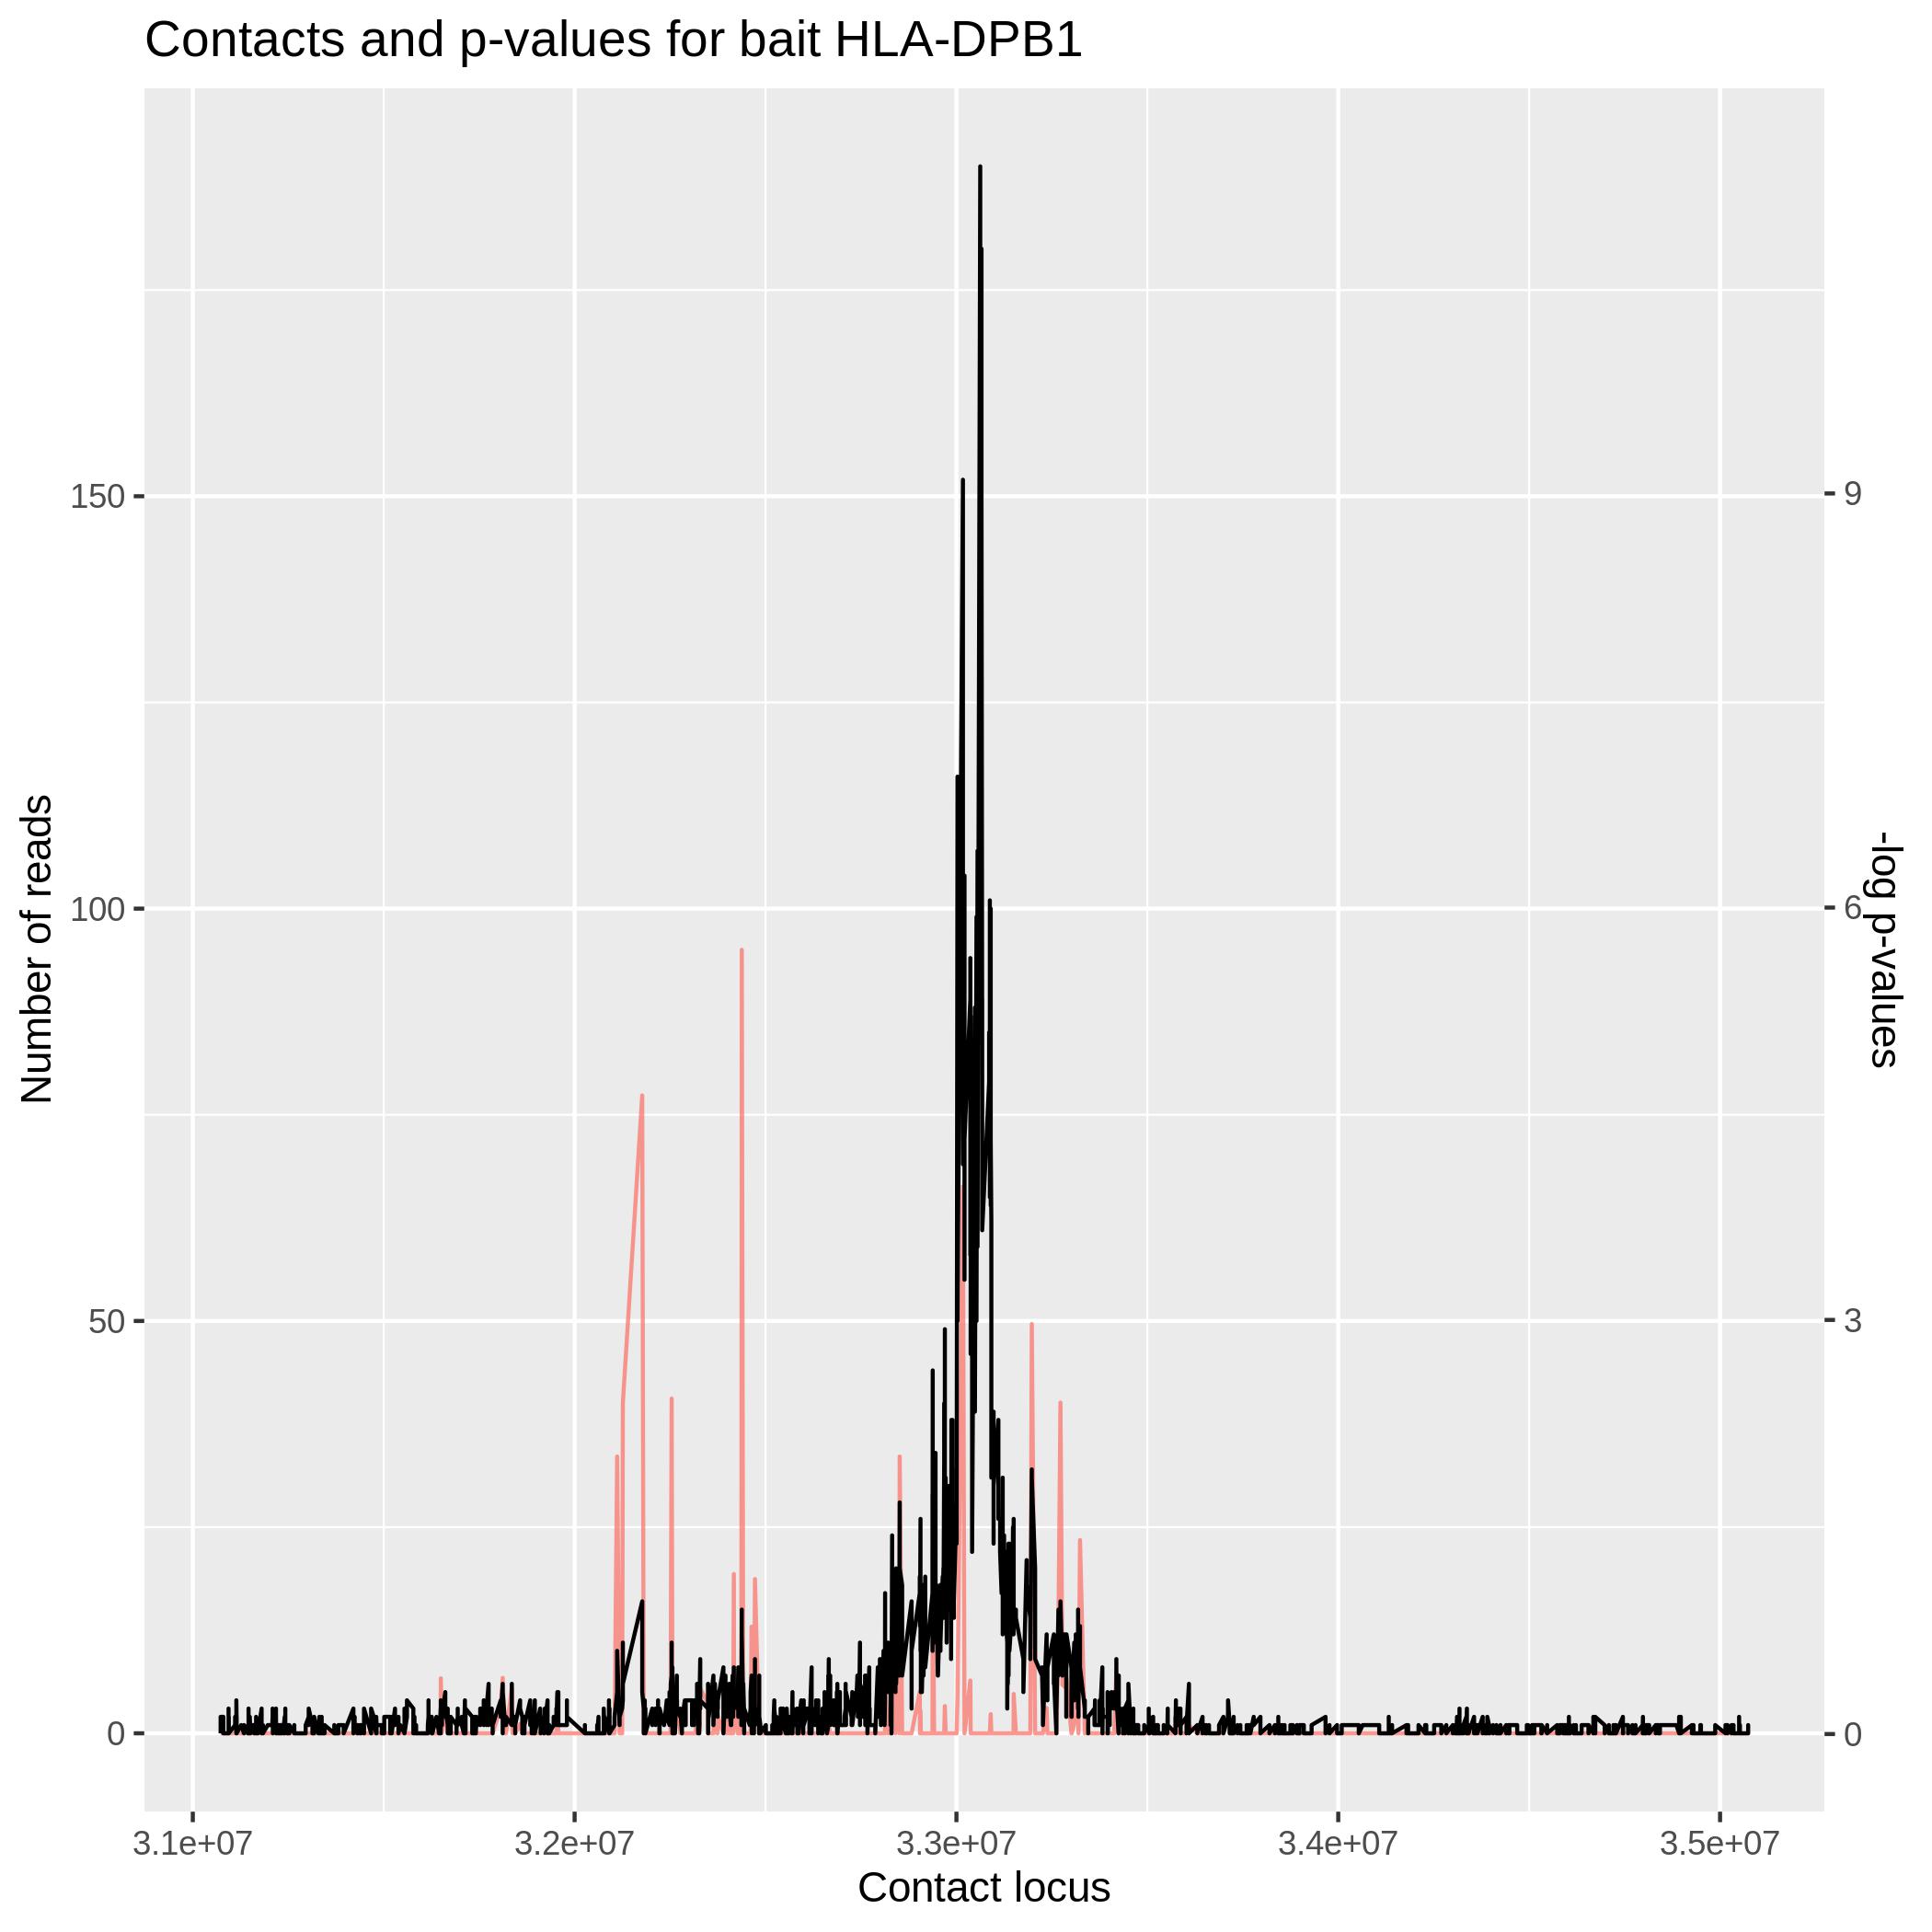 Contacts and p-values for bait HLA-DPB1
Number of reads
150
100
50
0
9
6
3
0
-log p-values
3.1e+07
3.2e+07
3.3e+07
3.4e+07
3.5e+07
Contact locus